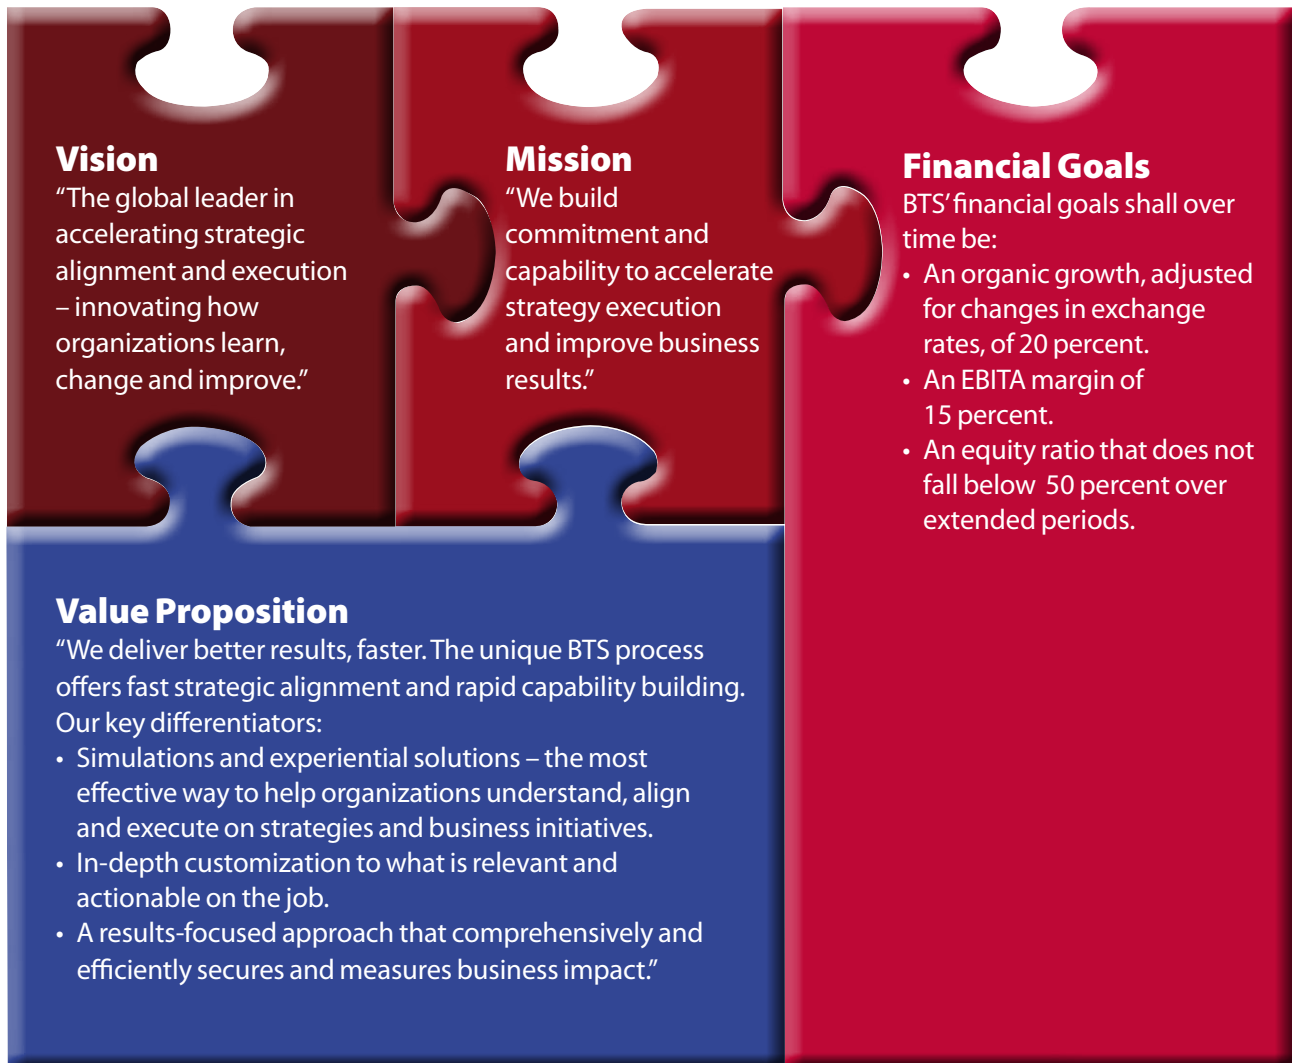 Vision
“The global leader in
accelerating strategic
alignment and execution
– innovating how
organizations learn,
change and improve.”
Mission
“We build
commitment and
capability to accelerate
strategy execution
and improve business
results.”
Financial Goals
BTS’ financial goals shall over
time be:
• An organic growth, adjusted
for changes in exchange
rates, of 20 percent.
• An EBITA margin of
15 percent.
• An equity ratio that does not
fall below 50 percent over
extended periods.
Value Proposition
“We deliver better results, faster. The unique BTS process
offers fast strategic alignment and rapid capability building.
Our key differentiators:
• Simulations and experiential solutions – the most
effective way to help organizations understand, align
and execute on strategies and business initiatives.
• In-depth customization to what is relevant and
actionable on the job.
• A results-focused approach that comprehensively and
efficiently secures and measures business impact.”